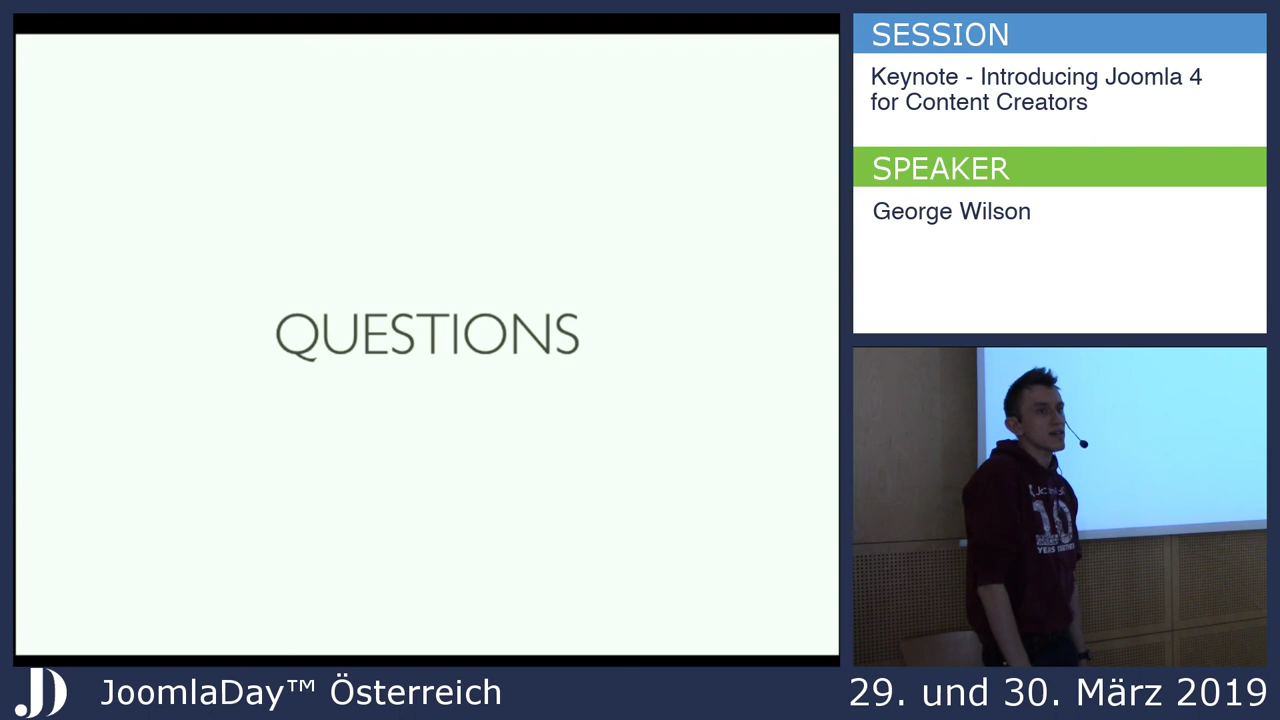 QUESTIONS
SESSION
Keynote - Introducing Joomla 4
for Content Creators
SPEAKER
George Wilson
10
JoomlaDay™ Österreich
29. und 30. März 2019